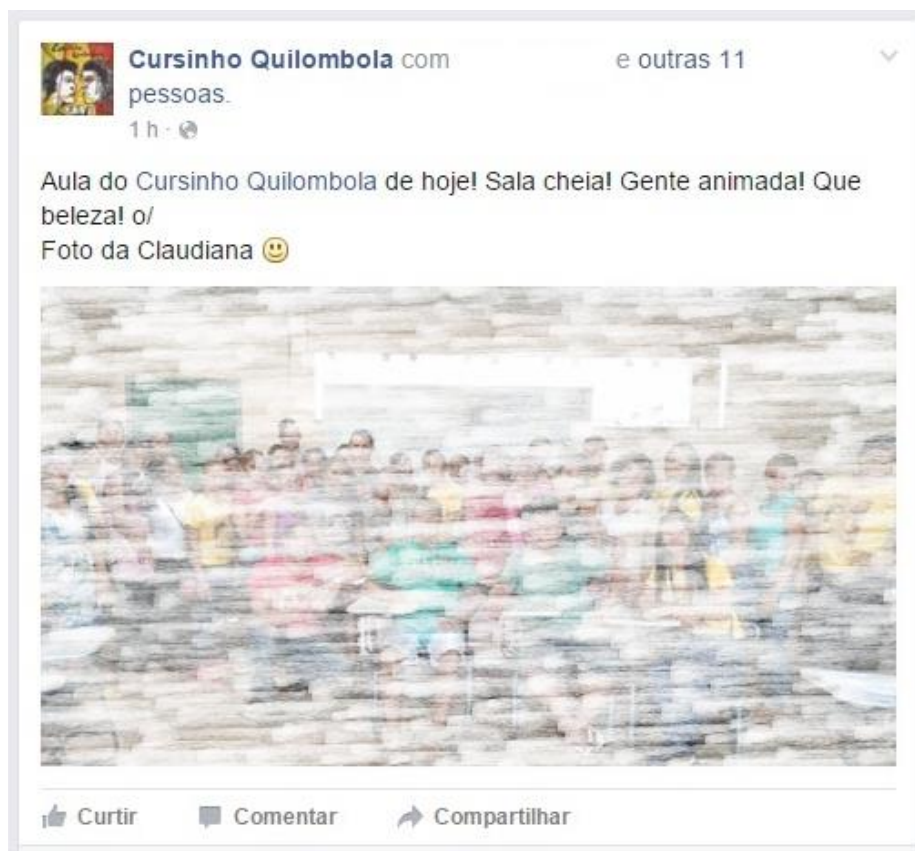 Cursinho Quilombola com e outras 11
pessoas.
1 h ·
Aula do Cursinho Quilombola de hoje! Sala cheia! Gente animada! Que
beleza! o/
Foto da Claudiana
Curtir Comentar Compartilhar